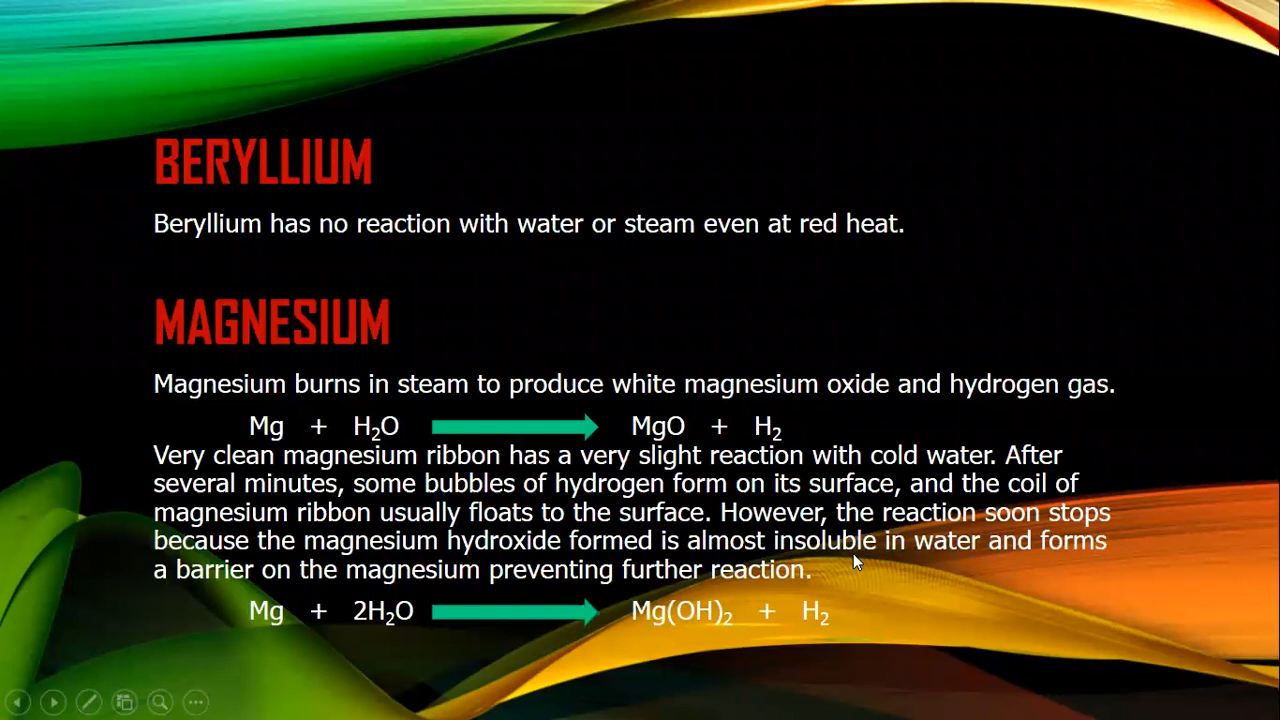 BERYLLIUM
Beryllium has no reaction with water or steam even at red heat.
MAGNESIUM
Magnesium burns in steam to produce white magnesium oxide and hydrogen gas.
Mg + H₂O → MgO + H₂
Very clean magnesium ribbon has a very slight reaction with cold water. After
several minutes, some bubbles of hydrogen form on its surface, and the coil of
magnesium ribbon usually floats to the surface. However, the reaction soon stops
because the magnesium hydroxide formed is almost insoluble in water and forms
a barrier on the magnesium preventing further reaction.
Mg + 2H₂O → Mg(OH)₂ + H₂